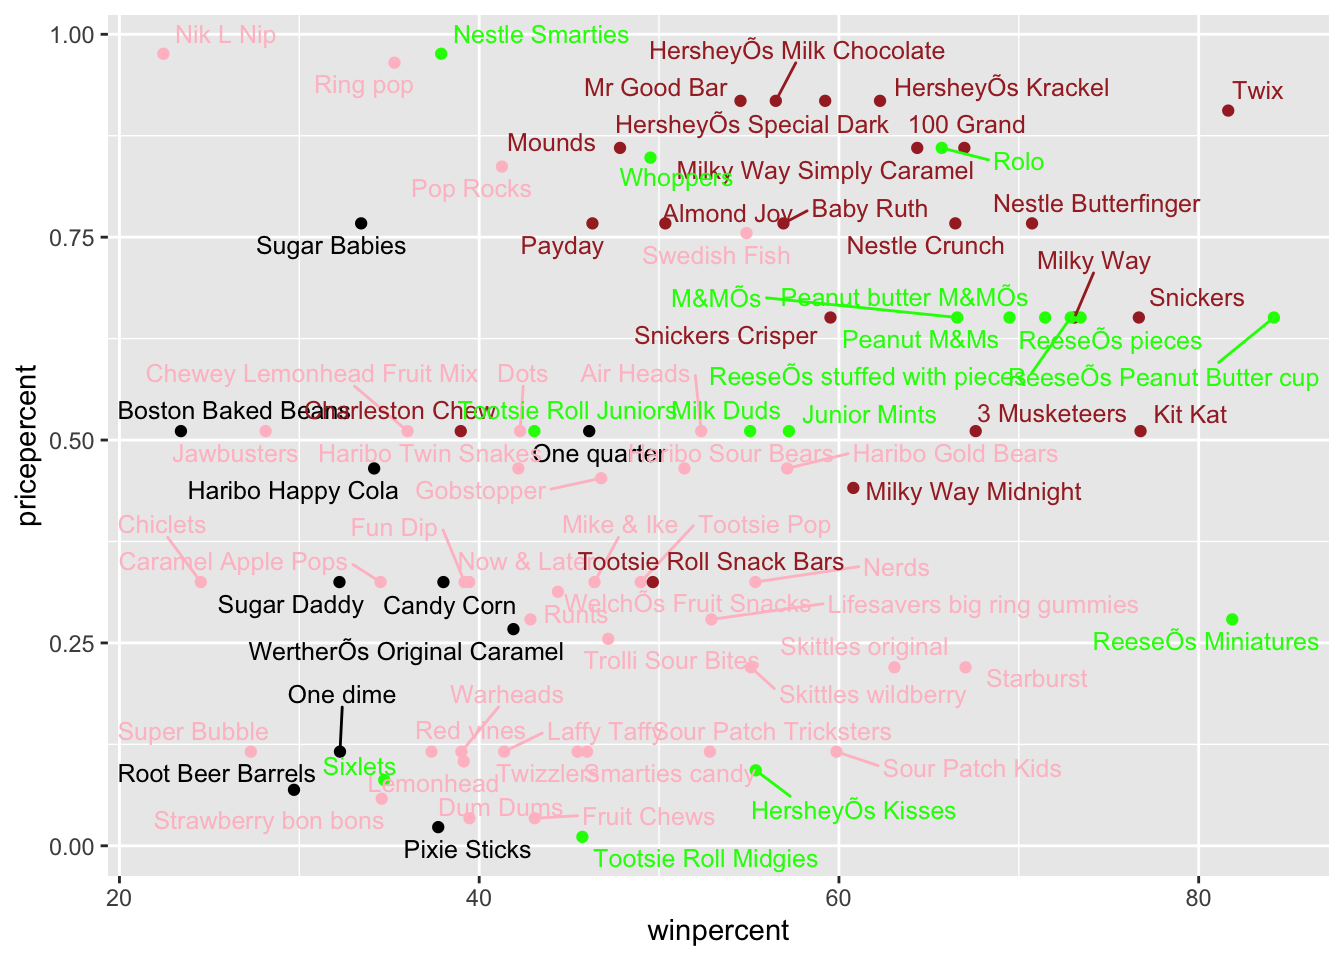 1.00
Nik L Nip
Nestle Smarties
HersheyÕs Milk Chocolate
Ring pop
Mr Good Bar
HersheyÕs Krackel
Twix
HersheyÕs Special Dark
100 Grand
Mounds
Rolo
Whoppers
Milky Way Simply Caramel
Pop Rocks
Nestle Butterfinger
Almond Joy
Baby Ruth
0.75
Sugar Babies
Payday
Nestle Crunch
Swedish Fish
Milky Way
M&MÕs
Peanut butter M&MÕs
Snickers
Snickers Crisper
Peanut M&Ms
ReeseÕs pieces
Chewey Lemonhead Fruit Mix
Dots
Air Heads
ReeseÕs stuffed with pieces
ReeseÕs Peanut Butter cup
Boston Baked Beans
Charleston Chew
Tootsie Roll Juniors
Milk Duds
Junior Mints
3 Musketeers
Kit Kat
0.50
Jawbusters
Haribo Twin Snakes
One quarter
Haribo Sour Bears
Haribo Gold Bears
Haribo Happy Cola
Gobstopper
Milky Way Midnight
Chiclets
Fun Dip
Mike & Ike
Tootsie Pop
Caramel Apple Pops
Now & Later
Tootsie Roll Snack Bars
Nerds
Sugar Daddy
Candy Corn
WelchÕs Fruit Snacks
Lifesavers big ring gummies
Runts
0.25
WertherÕs Original Caramel
Trolli Sour Bites
Skittles original
ReeseÕs Miniatures
Starburst
One dime
Warheads
Skittles wildberry
Super Bubble
Red vines
Laffy Taffy
Sour Patch Tricksters
Root Beer Barrels
Sixlets
Lemonhead
Twizzlers
Smarties candy
Sour Patch Kids
Strawberry bon bons
Dum Dums
Fruit Chews
HersheyÕs Kisses
0.00
Pixie Sticks
Tootsie Roll Midgies
20
40
60
80
winpercent
pricepercent